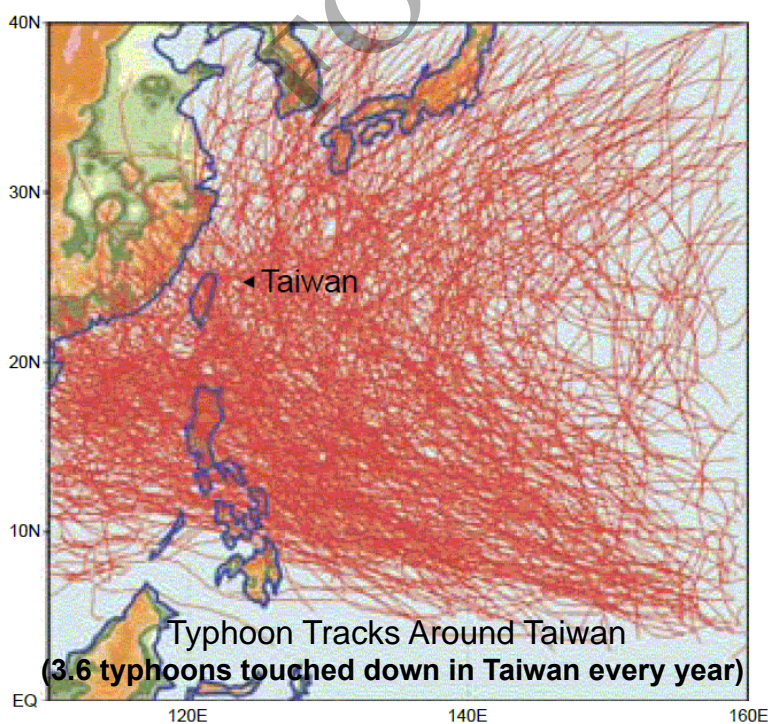 40N
30N
Taiwan
20N
10N
Typhoon Tracks Around Taiwan
(3.6 typhoons touched down in Taiwan every year)
EQ
120E 140E 160E